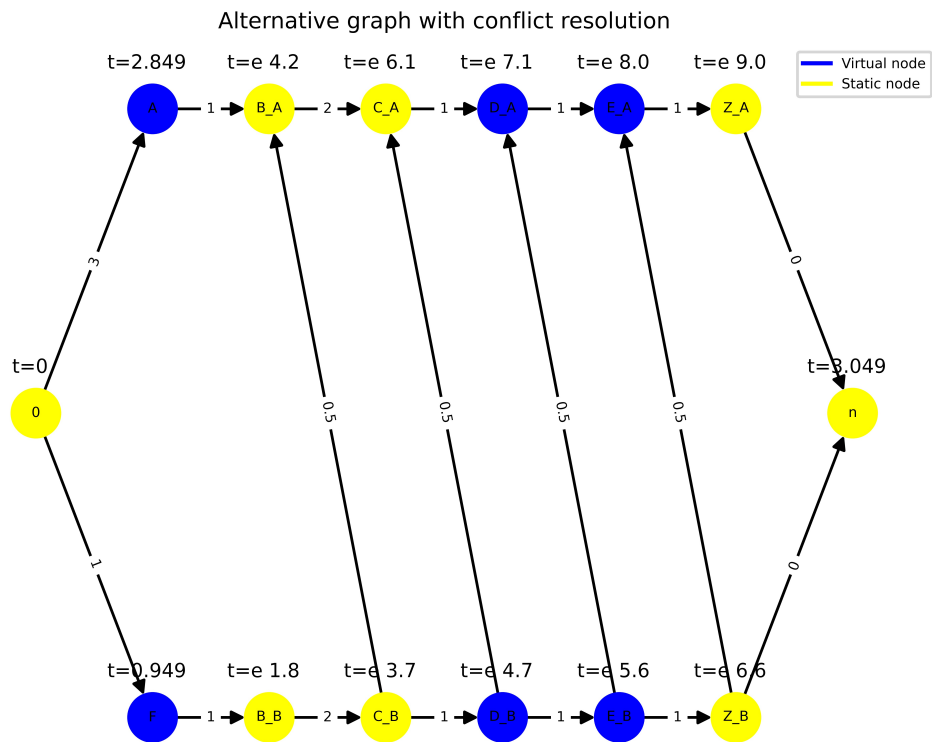 Alternative graph with conflict resolution
Virtual node
Static node
t=2.849 t=e 4.2 t=e 6.1 t=e 7.1 t=e 8.0 t=e 9.0
A 1 B_A 2 C_A 1 D_A 1 E_A 1 Z_A
3 0
t=0 t=3.049
0 0.5 0.5 0.5 0.5 n
1 0
t=0.949 t=e 1.8 t=e 3.7 t=e 4.7 t=e 5.6 t=e 6.6
F 1 B_B 2 C_B 1 D_B 1 E_B 1 Z_B